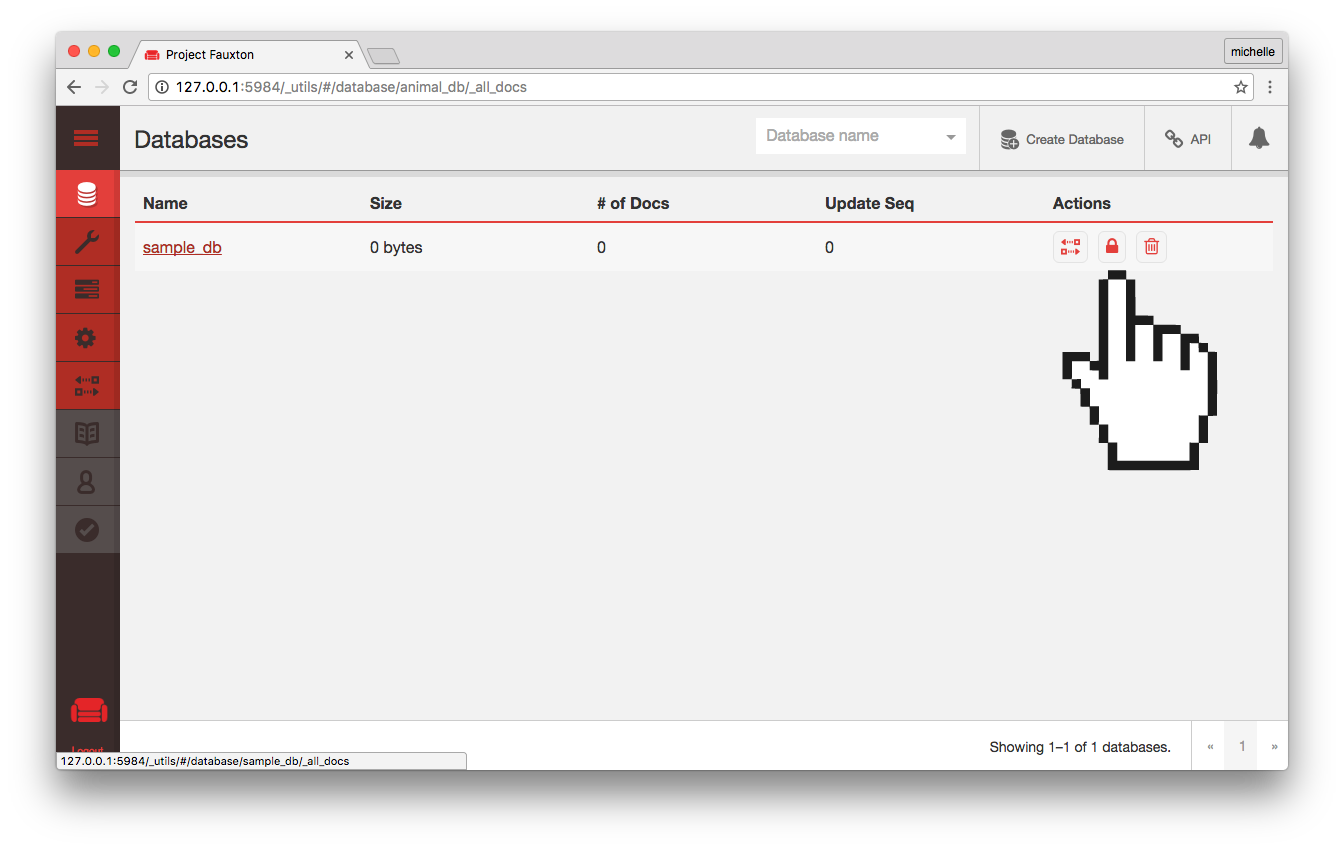 Project Fauxton
michelle
127.0.0.1:5984/_utils/#/database/animal_db/_all_docs
Databases
Database name
Create Database
API
Name Size # of Docs Update Seq Actions
sample_db 0 bytes 0 0
Showing 1–1 of 1 databases.
« 1 »
Logout
127.0.0.1:5984/_utils/#/database/sample_db/_all_docs